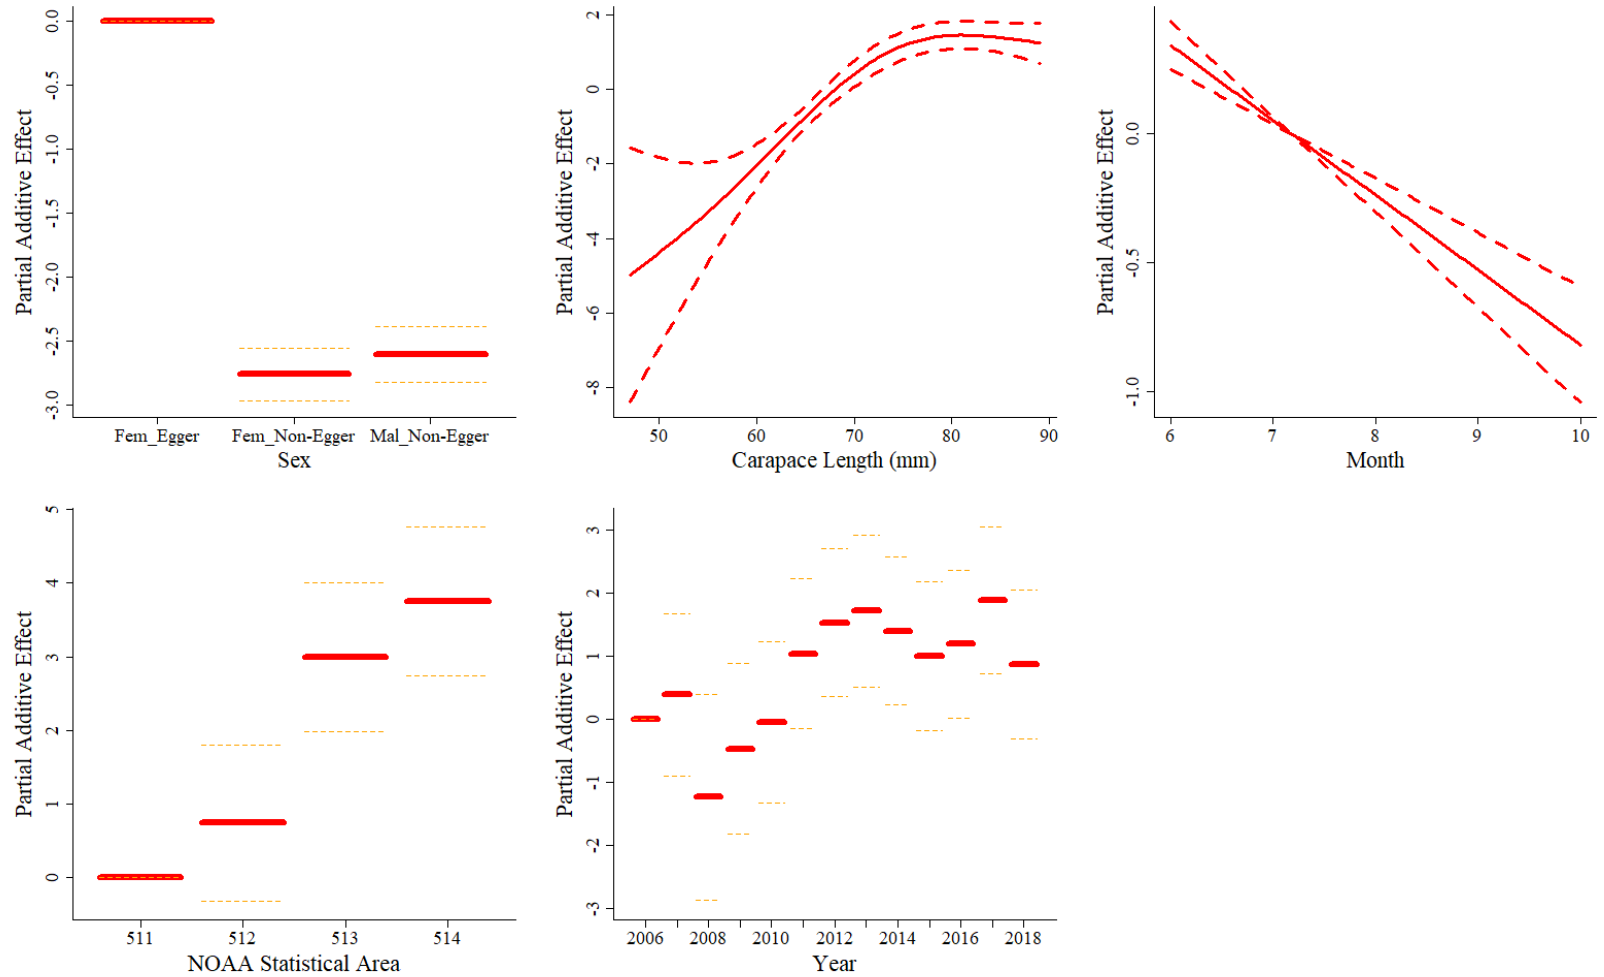 Partial Additive Effect
0.0
-0.5
-1.0
-1.5
-2.0
-2.5
-3.0
Fem_Egger Fem_Non-Egger Mal_Non-Egger
Sex
Partial Additive Effect
2
0
-2
-4
-6
-8
50 60 70 80 90
Carapace Length (mm)
Partial Additive Effect
0.0
-0.5
-1.0
6 7 8 9 10
Month
Partial Additive Effect
5
4
3
2
1
0
511 512 513 514
NOAA Statistical Area
Partial Additive Effect
3
2
1
0
-1
-2
-3
2006 2008 2010 2012 2014 2016 2018
Year